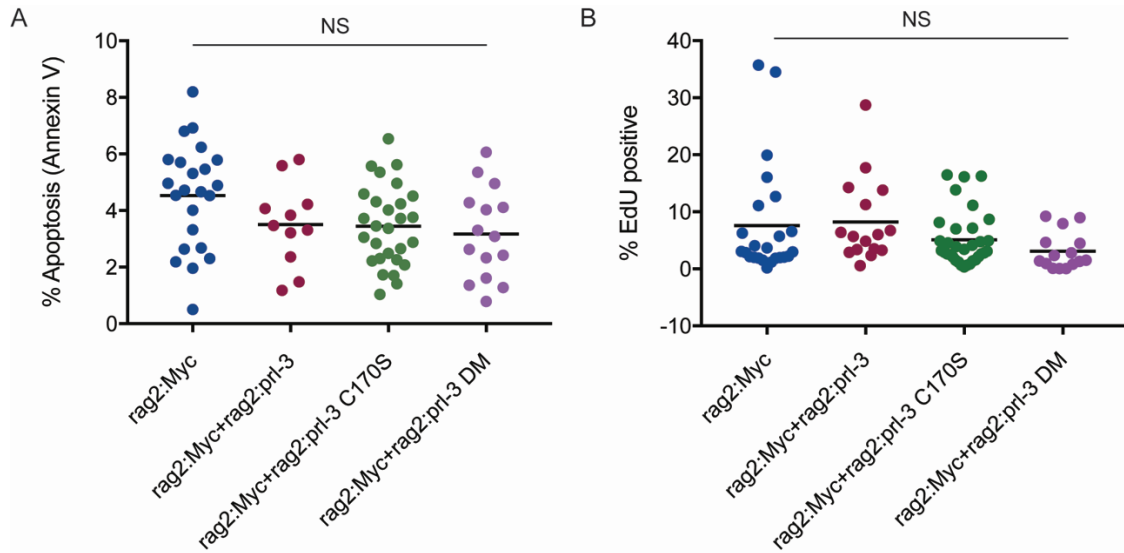 A
NS
% Apoptosis (Annexin V)
10
8
6
4
2
0
rag2:Myc
rag2:Myc+rag2:prl-3
rag2:Myc+rag2:prl-3 C170S
rag2:Myc+rag2:prl-3 DM
B
NS
% EdU positive
40
30
20
10
0
-10
rag2:Myc
rag2:Myc+rag2:prl-3
rag2:Myc+rag2:prl-3 C170S
rag2:Myc+rag2:prl-3 DM